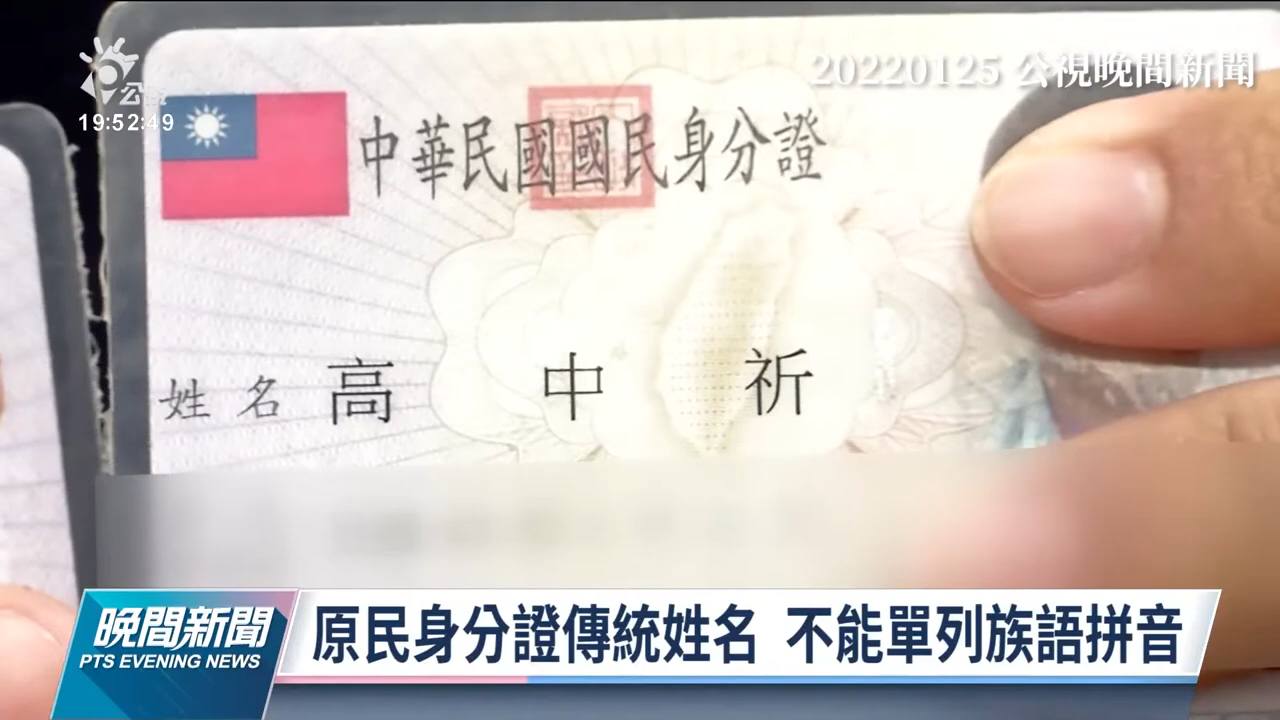 公視
20220125 公視晚間新聞
19:52:49
中華民國國民身分證
姓名 高 中 祈
晚間新聞
PTS EVENING NEWS
原民身分證傳統姓名 不能單列族語拼音